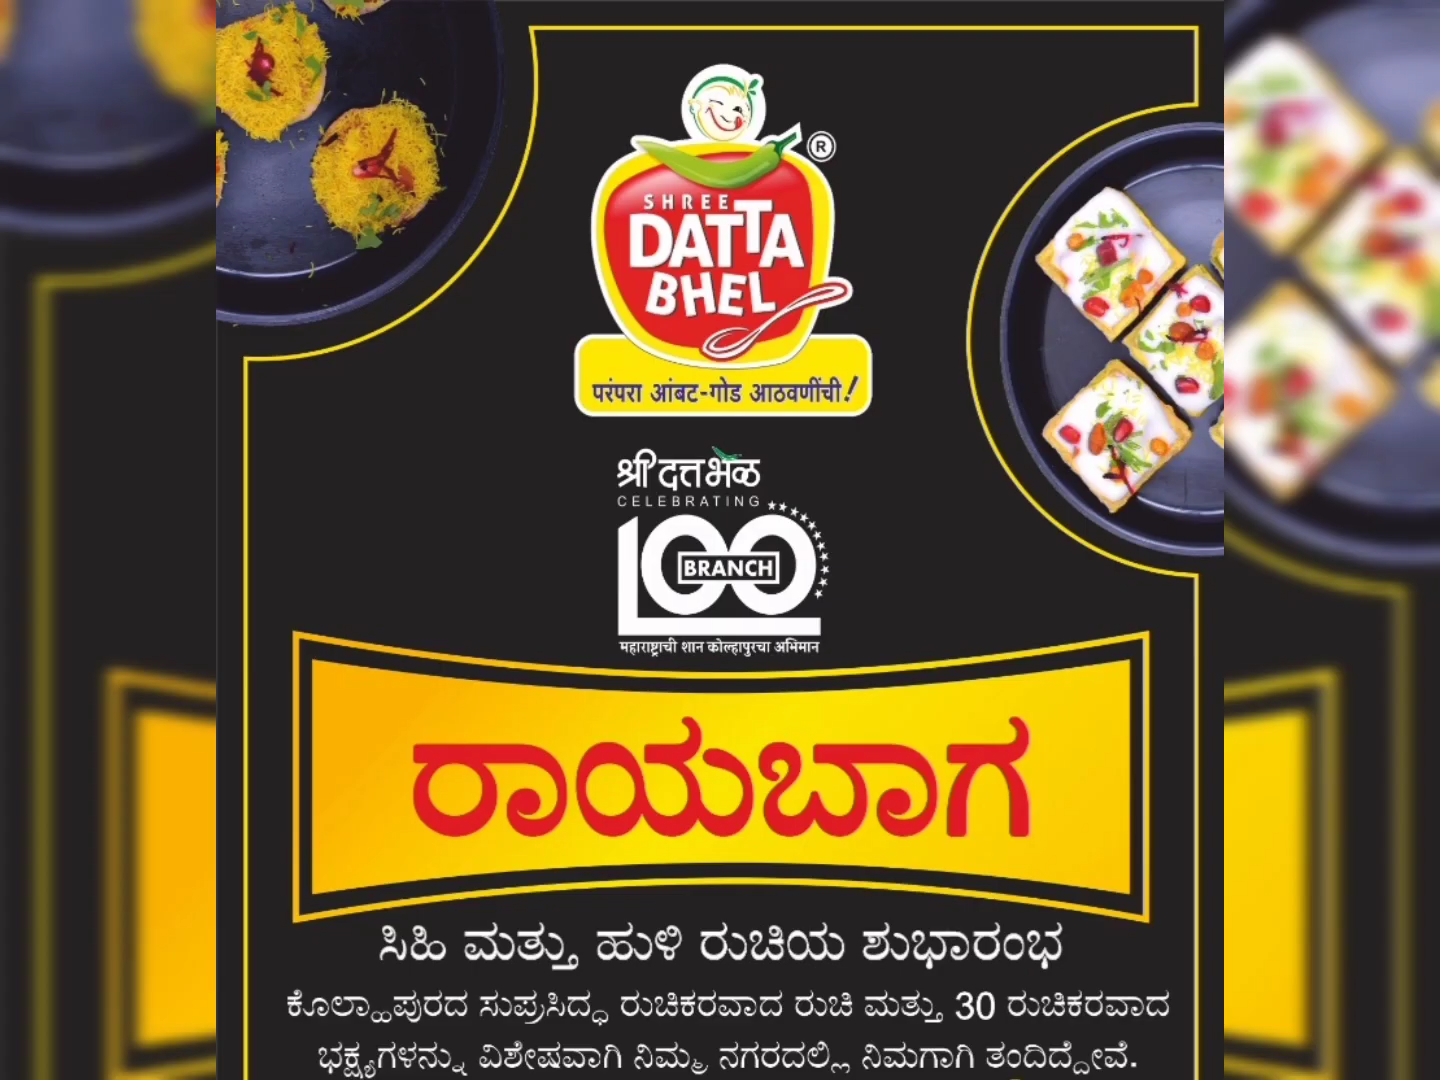 SHREE
DATTA
BHEL
®
परंपरा आंबट-गोड आठवणींची!
श्री दत्त भेळ
CELEBRATING
100
BRANCH
महाराष्ट्राची शान कोल्हापुरचा अभिमान
ರಾಯಬಾಗ
ಸಿಹಿ ಮತ್ತು ಹುಳಿ ರುಚಿಯ ಶುಭಾರಂಭ
ಕೊಲ್ಹಾಪುರದ ಸುಪ್ರಸಿದ್ಧ ರುಚಿಕರವಾದ ರುಚಿ ಮತ್ತು 30 ರುಚಿಕರವಾದ
ಭಕ್ಷ್ಯಗಳನ್ನು ವಿಶೇಷವಾಗಿ ನಿಮ್ಮ ನಗರದಲ್ಲಿ ನಿಮಗಾಗಿ ತಂದಿದ್ದೇವೆ.